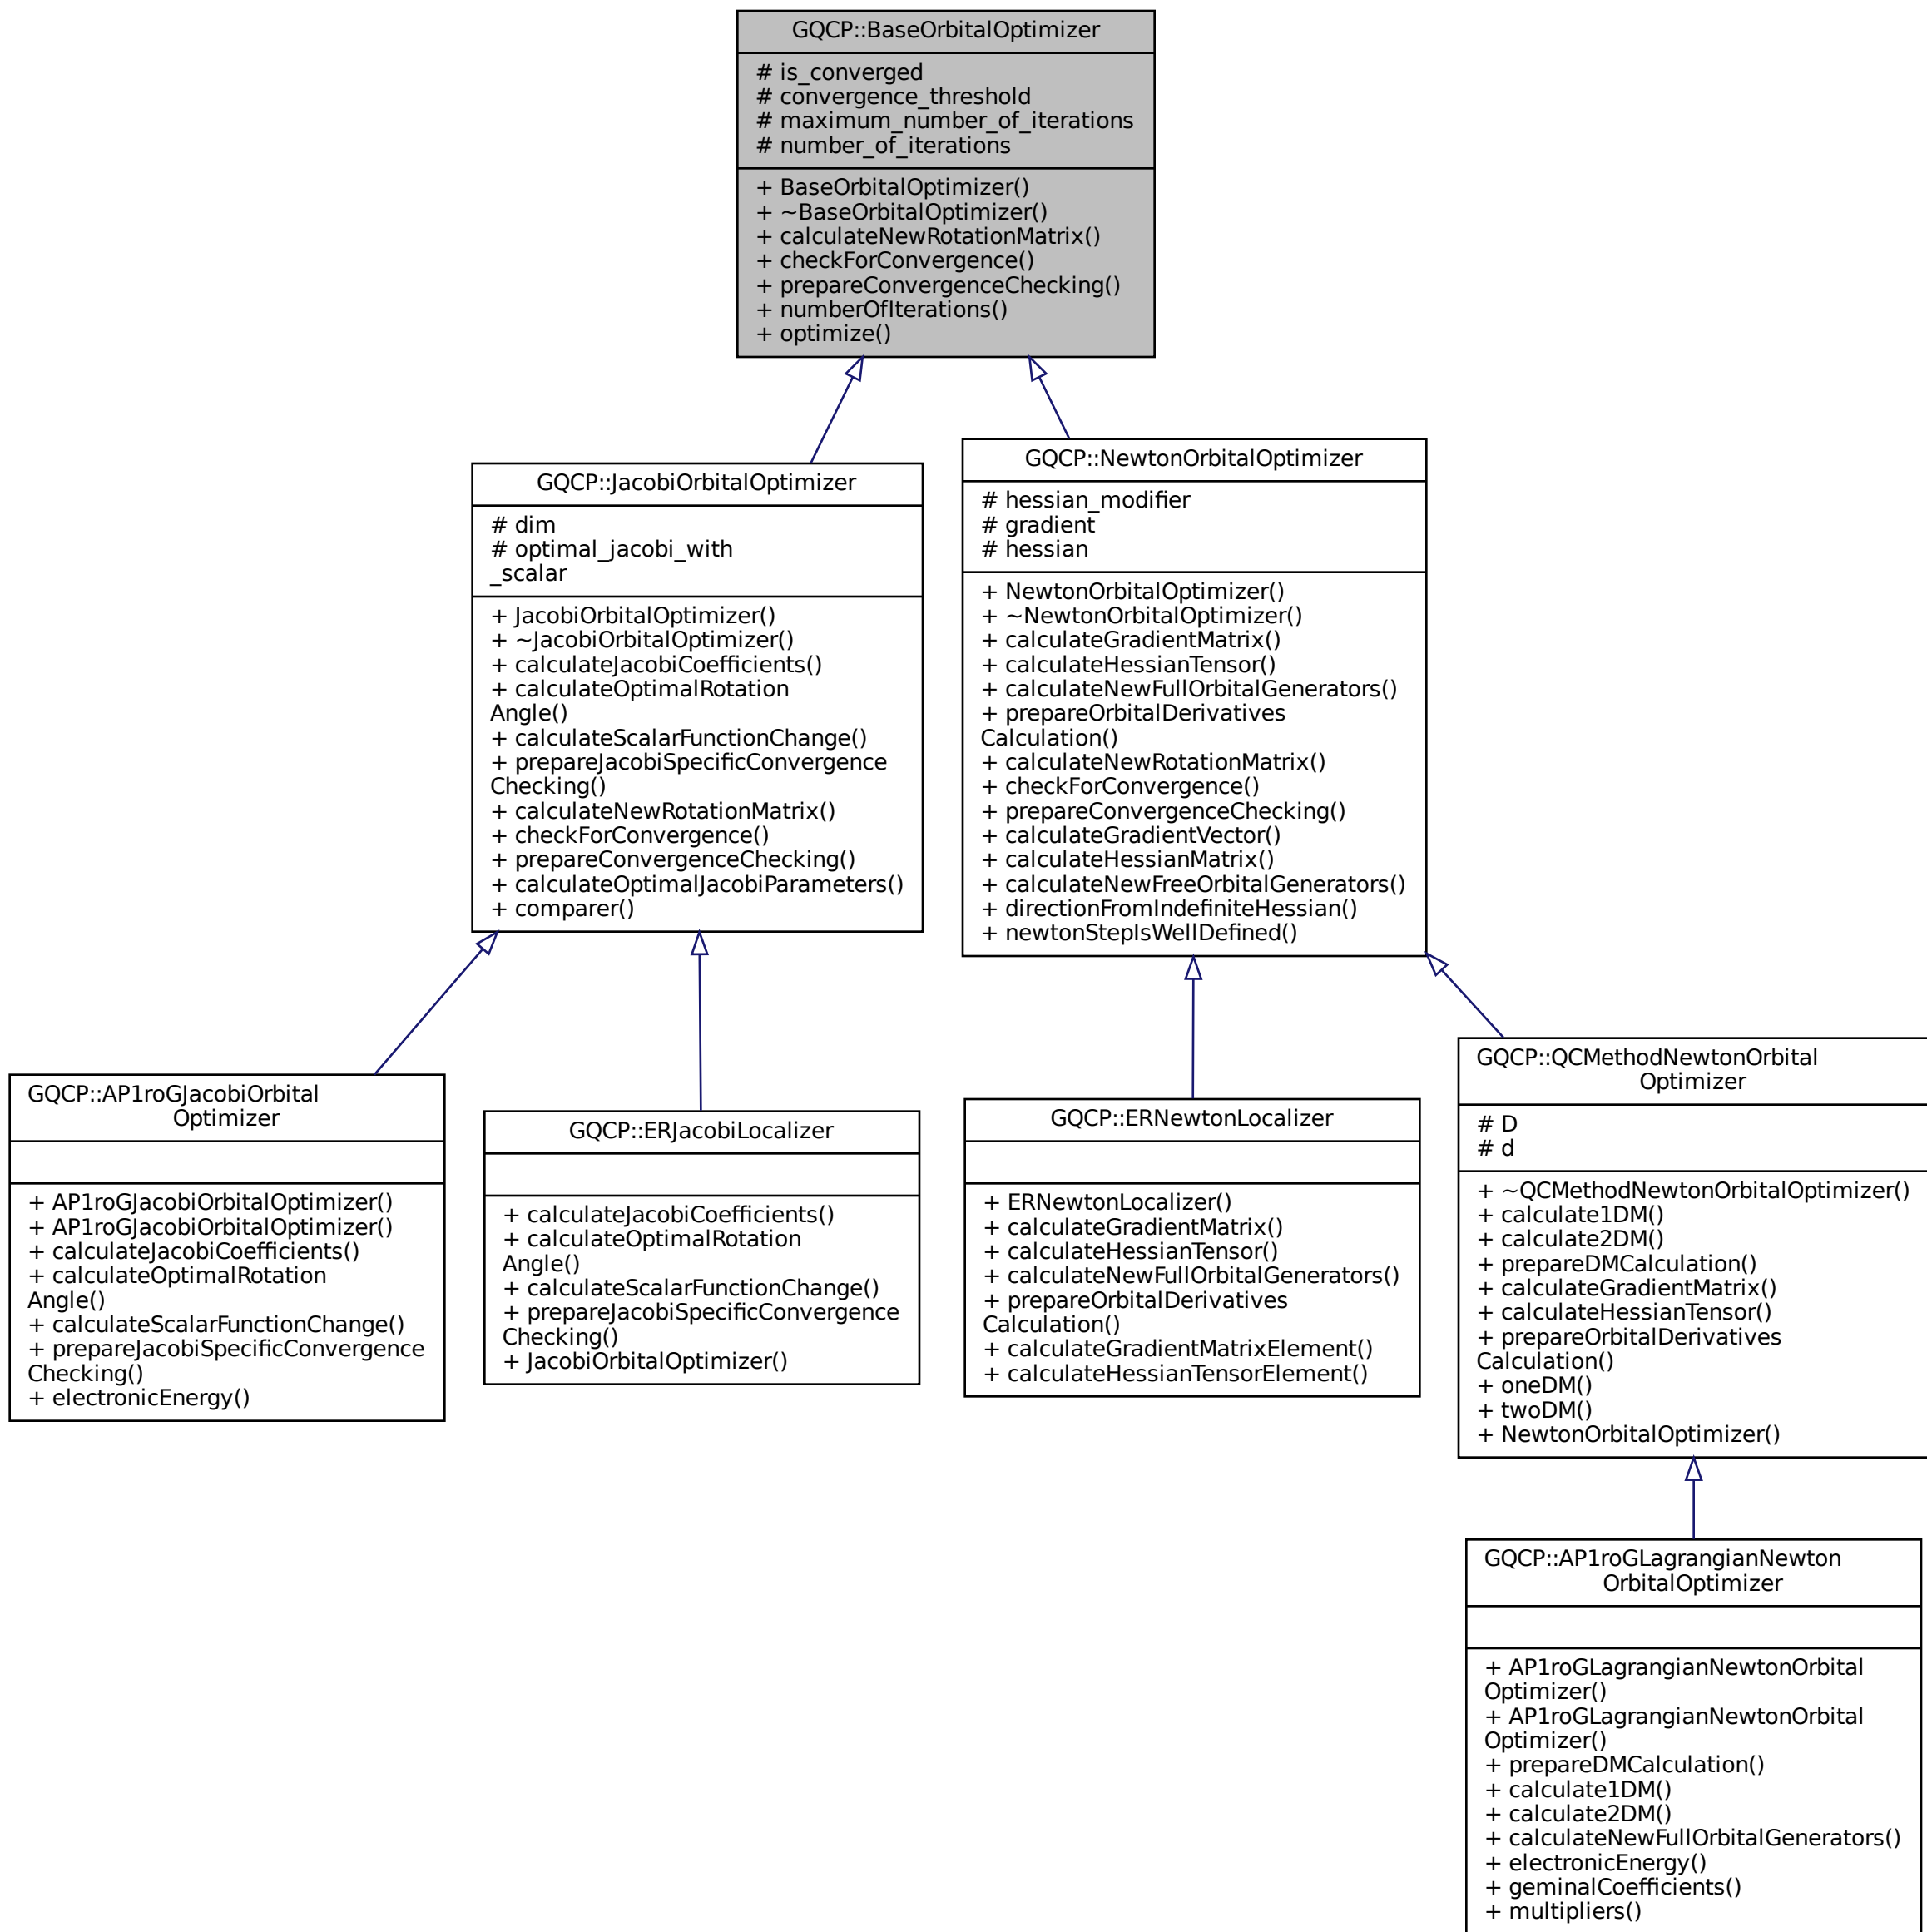 GQCP::BaseOrbitalOptimizer
# is_converged
# convergence_threshold
# maximum_number_of_iterations
# number_of_iterations
+ BaseOrbitalOptimizer()
+ ~BaseOrbitalOptimizer()
+ calculateNewRotationMatrix()
+ checkForConvergence()
+ prepareConvergenceChecking()
+ numberOfIterations()
+ optimize()
GQCP::JacobiOrbitalOptimizer
# dim
# optimal_jacobi_with
_scalar
+ JacobiOrbitalOptimizer()
+ ~JacobiOrbitalOptimizer()
+ calculateJacobiCoefficients()
+ calculateOptimalRotation
Angle()
+ calculateScalarFunctionChange()
+ prepareJacobiSpecificConvergence
Checking()
+ calculateNewRotationMatrix()
+ checkForConvergence()
+ prepareConvergenceChecking()
+ calculateOptimalJacobiParameters()
+ comparer()
GQCP::NewtonOrbitalOptimizer
# hessian_modifier
# gradient
# hessian
+ NewtonOrbitalOptimizer()
+ ~NewtonOrbitalOptimizer()
+ calculateGradientMatrix()
+ calculateHessianTensor()
+ calculateNewFullOrbitalGenerators()
+ prepareOrbitalDerivatives
Calculation()
+ calculateNewRotationMatrix()
+ checkForConvergence()
+ prepareConvergenceChecking()
+ calculateGradientVector()
+ calculateHessianMatrix()
+ calculateNewFreeOrbitalGenerators()
+ directionFromIndefiniteHessian()
+ newtonStepIsWellDefined()
GQCP::AP1roGJacobiOrbital
Optimizer
+ AP1roGJacobiOrbitalOptimizer()
+ AP1roGJacobiOrbitalOptimizer()
+ calculateJacobiCoefficients()
+ calculateOptimalRotation
Angle()
+ calculateScalarFunctionChange()
+ prepareJacobiSpecificConvergence
Checking()
+ electronicEnergy()
GQCP::ERJacobiLocalizer
+ calculateJacobiCoefficients()
+ calculateOptimalRotation
Angle()
+ calculateScalarFunctionChange()
+ prepareJacobiSpecificConvergence
Checking()
+ JacobiOrbitalOptimizer()
GQCP::ERNewtonLocalizer
+ ERNewtonLocalizer()
+ calculateGradientMatrix()
+ calculateHessianTensor()
+ calculateNewFullOrbitalGenerators()
+ prepareOrbitalDerivatives
Calculation()
+ calculateGradientMatrixElement()
+ calculateHessianTensorElement()
GQCP::QCMethodNewtonOrbital
Optimizer
# D
# d
+ ~QCMethodNewtonOrbitalOptimizer()
+ calculate1DM()
+ calculate2DM()
+ prepareDMCalculation()
+ calculateGradientMatrix()
+ calculateHessianTensor()
+ prepareOrbitalDerivatives
Calculation()
+ oneDM()
+ twoDM()
+ NewtonOrbitalOptimizer()
GQCP::AP1roGLagrangianNewton
OrbitalOptimizer
+ AP1roGLagrangianNewtonOrbital
Optimizer()
+ AP1roGLagrangianNewtonOrbital
Optimizer()
+ prepareDMCalculation()
+ calculate1DM()
+ calculate2DM()
+ calculateNewFullOrbitalGenerators()
+ electronicEnergy()
+ geminalCoefficients()
+ multipliers()